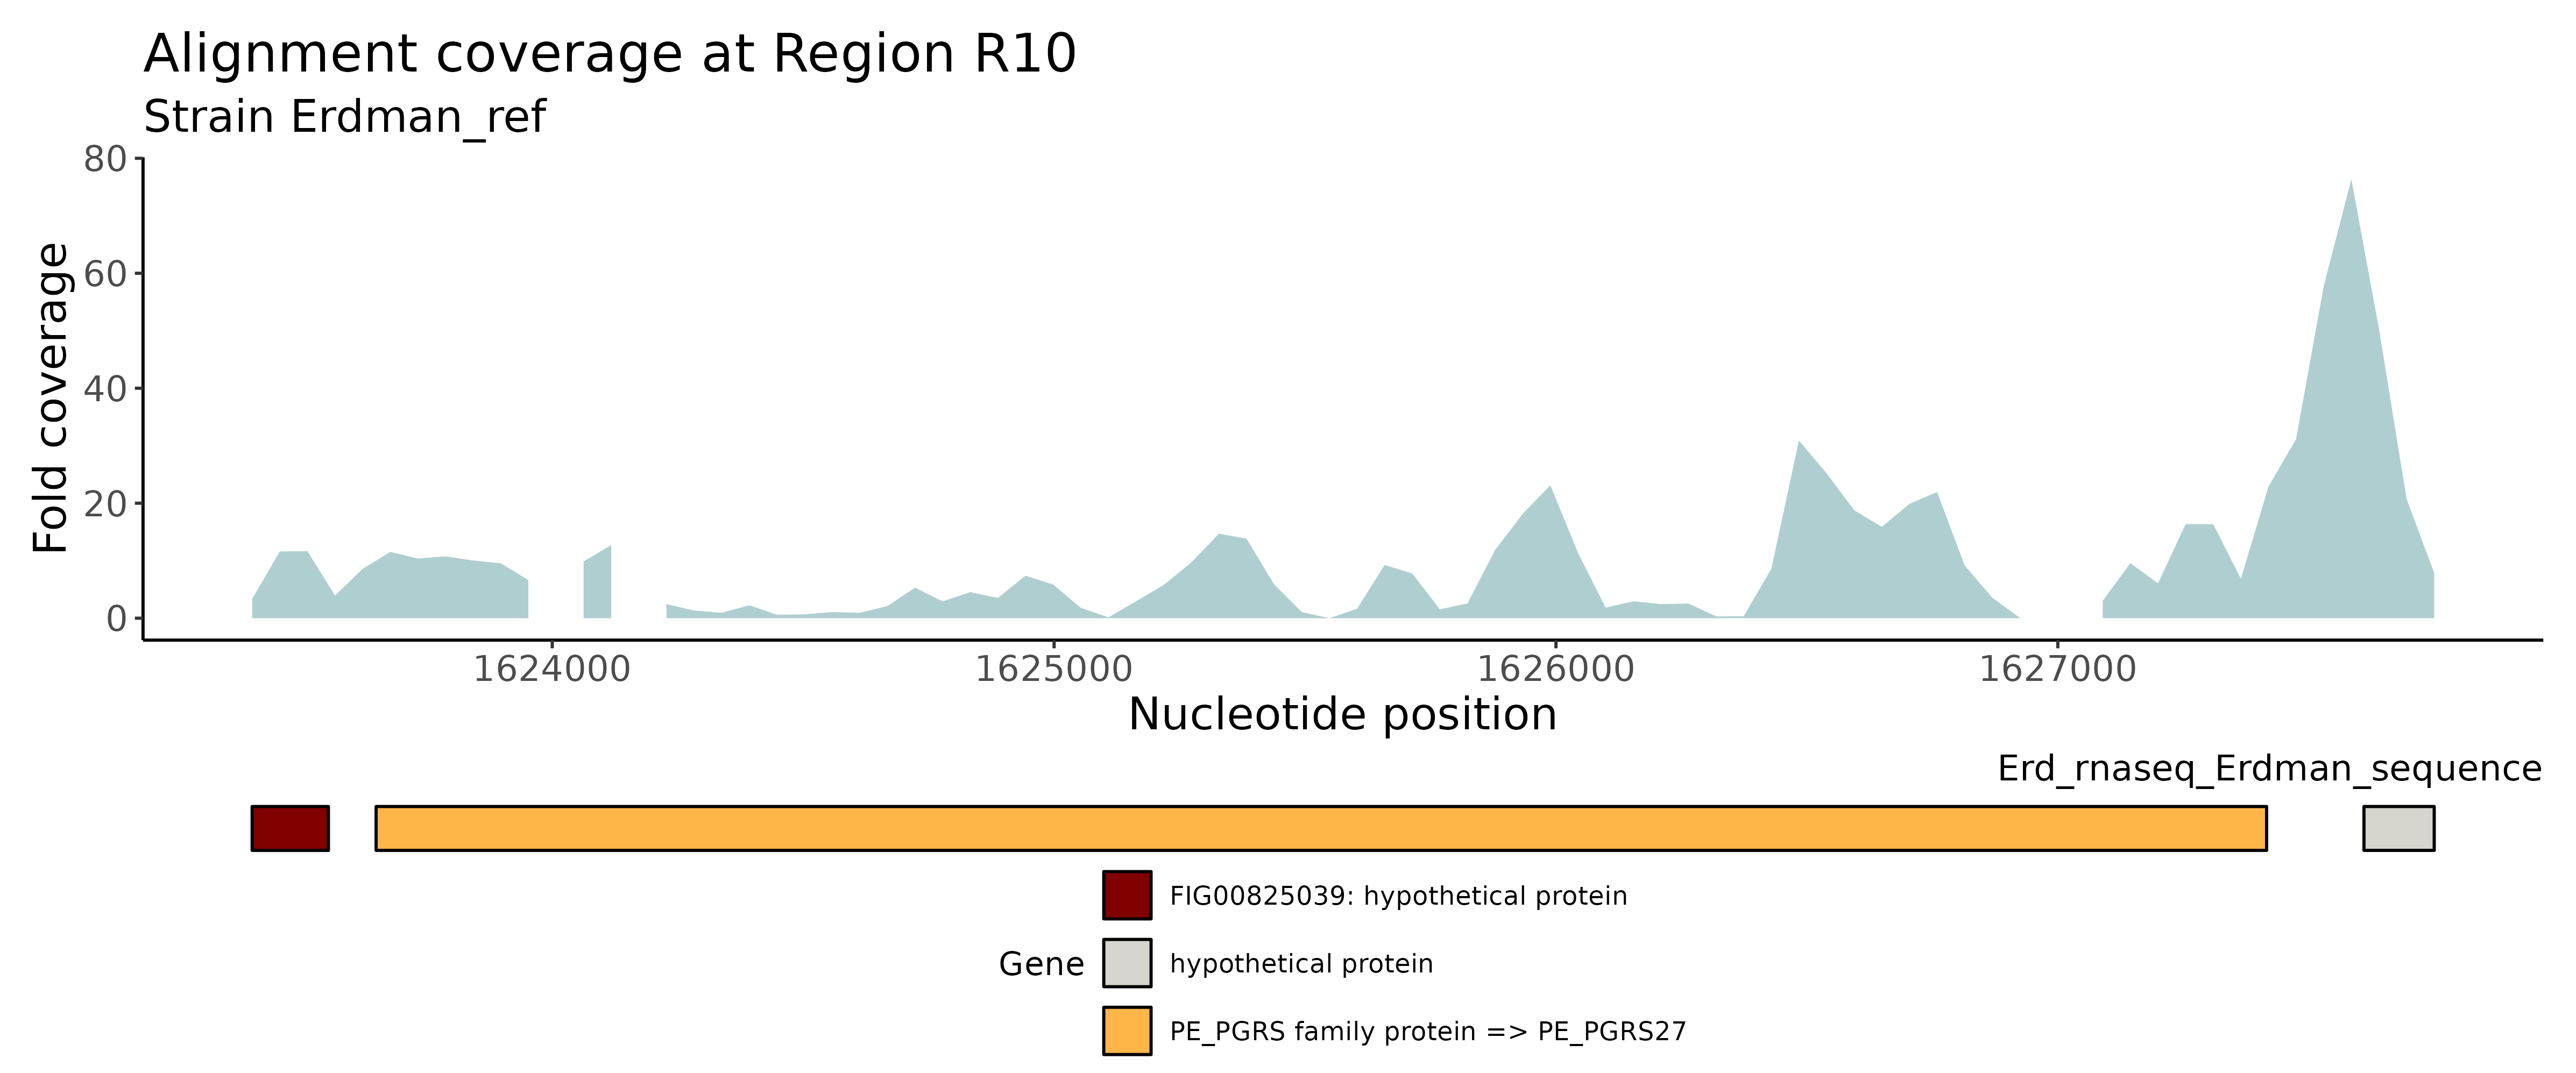 Alignment coverage at Region R10
Strain Erdman_ref
80
60
40
20
0
Fold coverage
1624000 1625000 1626000 1627000
Nucleotide position
Erd_rnaseq_Erdman_sequence
Gene
FIG00825039: hypothetical protein
hypothetical protein
PE_PGRS family protein => PE_PGRS27